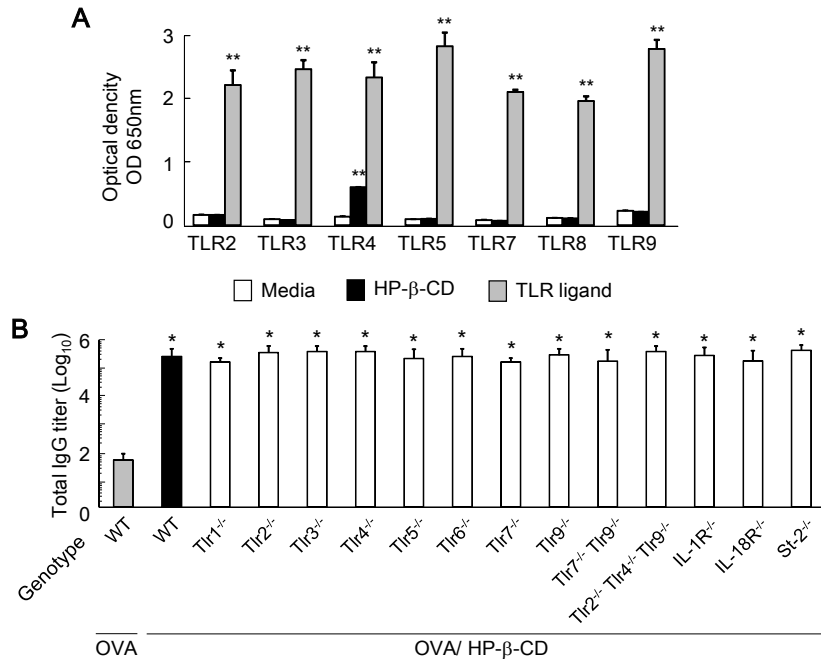 A
Optical dencity
OD 650nm
3
2
1
0
**
**
**
**
**
**
**
**
TLR2 TLR3 TLR4 TLR5 TLR7 TLR8 TLR9
Media HP-β-CD TLR ligand
B
Total IgG titer (Log10)
6
4
2
0
* * * * * * * * * * * * * *
Genotype WT WT Tlr1-/- Tlr2-/- Tlr3-/- Tlr4-/- Tlr5-/- Tlr6-/- Tlr7-/- Tlr9-/- Tlr7-/- Tlr9-/- Tlr2-/- Tlr4-/- Tlr9-/- IL-1R-/- IL-18R-/- St-2-/-
OVA OVA/ HP-β-CD